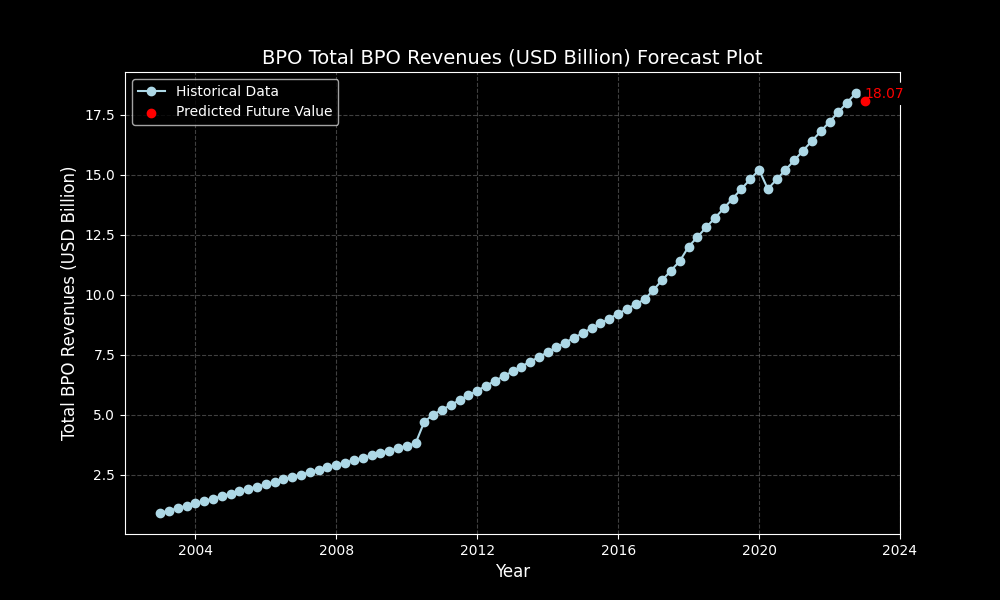 BPO Total BPO Revenues (USD Billion) Forecast Plot
Historical Data
Predicted Future Value
18.07
Total BPO Revenues (USD Billion)
17.5
15.0
12.5
10.0
7.5
5.0
2.5
2004 2008 2012 2016 2020 2024
Year